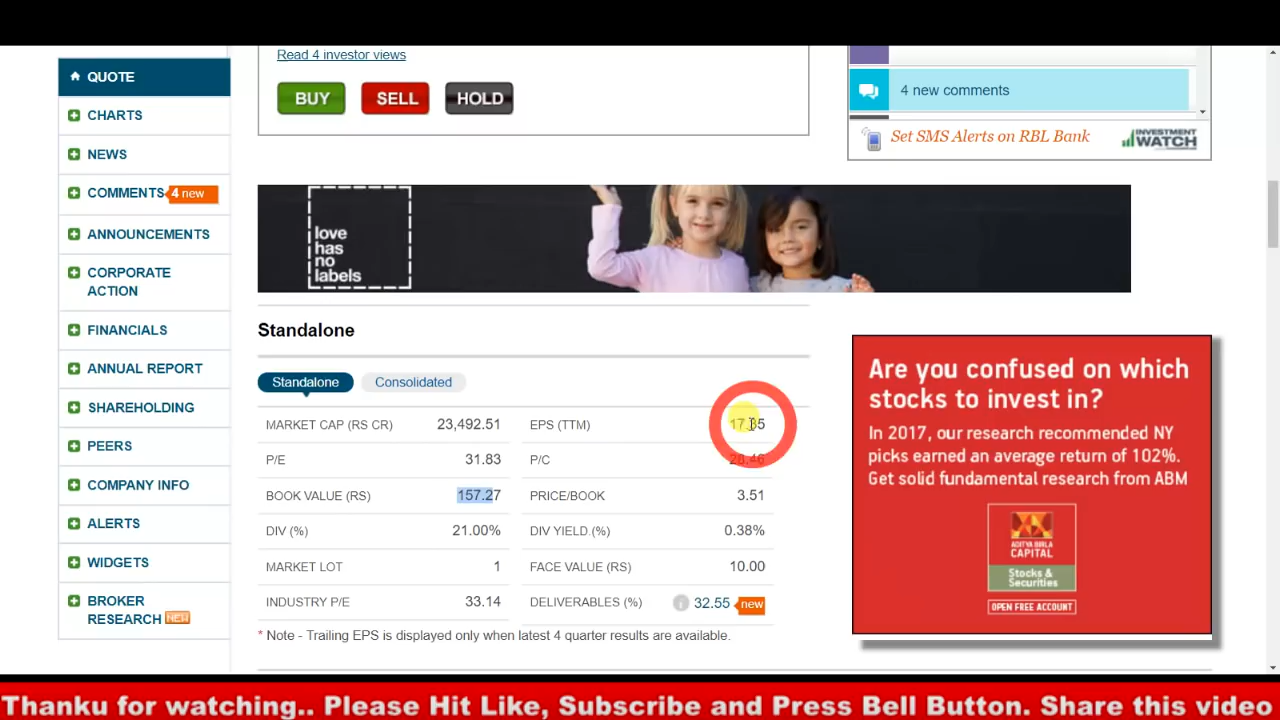 Read 4 investor views
BUY
SELL
HOLD
QUOTE
CHARTS
NEWS
COMMENTS
4 new
ANNOUNCEMENTS
CORPORATE
ACTION
FINANCIALS
ANNUAL REPORT
SHAREHOLDING
PEERS
COMPANY INFO
ALERTS
WIDGETS
BROKER
RESEARCH NEW
4 new comments
Set SMS Alerts on RBL Bank
INVESTMENT
WATCH
love
has
no
labels
Standalone
Standalone
Consolidated
MARKET CAP (RS CR) 23,492.51
EPS (TTM)
P/E 31.83
P/C 28.46
BOOK VALUE (RS) 157.27
PRICE/BOOK 3.51
DIV (%) 21.00%
DIV YIELD.(%) 0.38%
MARKET LOT 1
FACE VALUE (RS) 10.00
INDUSTRY P/E 33.14
DELIVERABLES (%) i 32.55 new
* Note - Trailing EPS is displayed only when latest 4 quarter results are available.
Are you confused on which
stocks to invest in?
In 2017, our research recommended NY
picks earned an average return of 102%.
Get solid fundamental research from ABM
ADITYA BIRLA
CAPITAL
Stocks &
Securities
OPEN FREE ACCOUNT
Thanku for watching.. Please Hit Like, Subscribe and Press Bell Button. Share this video